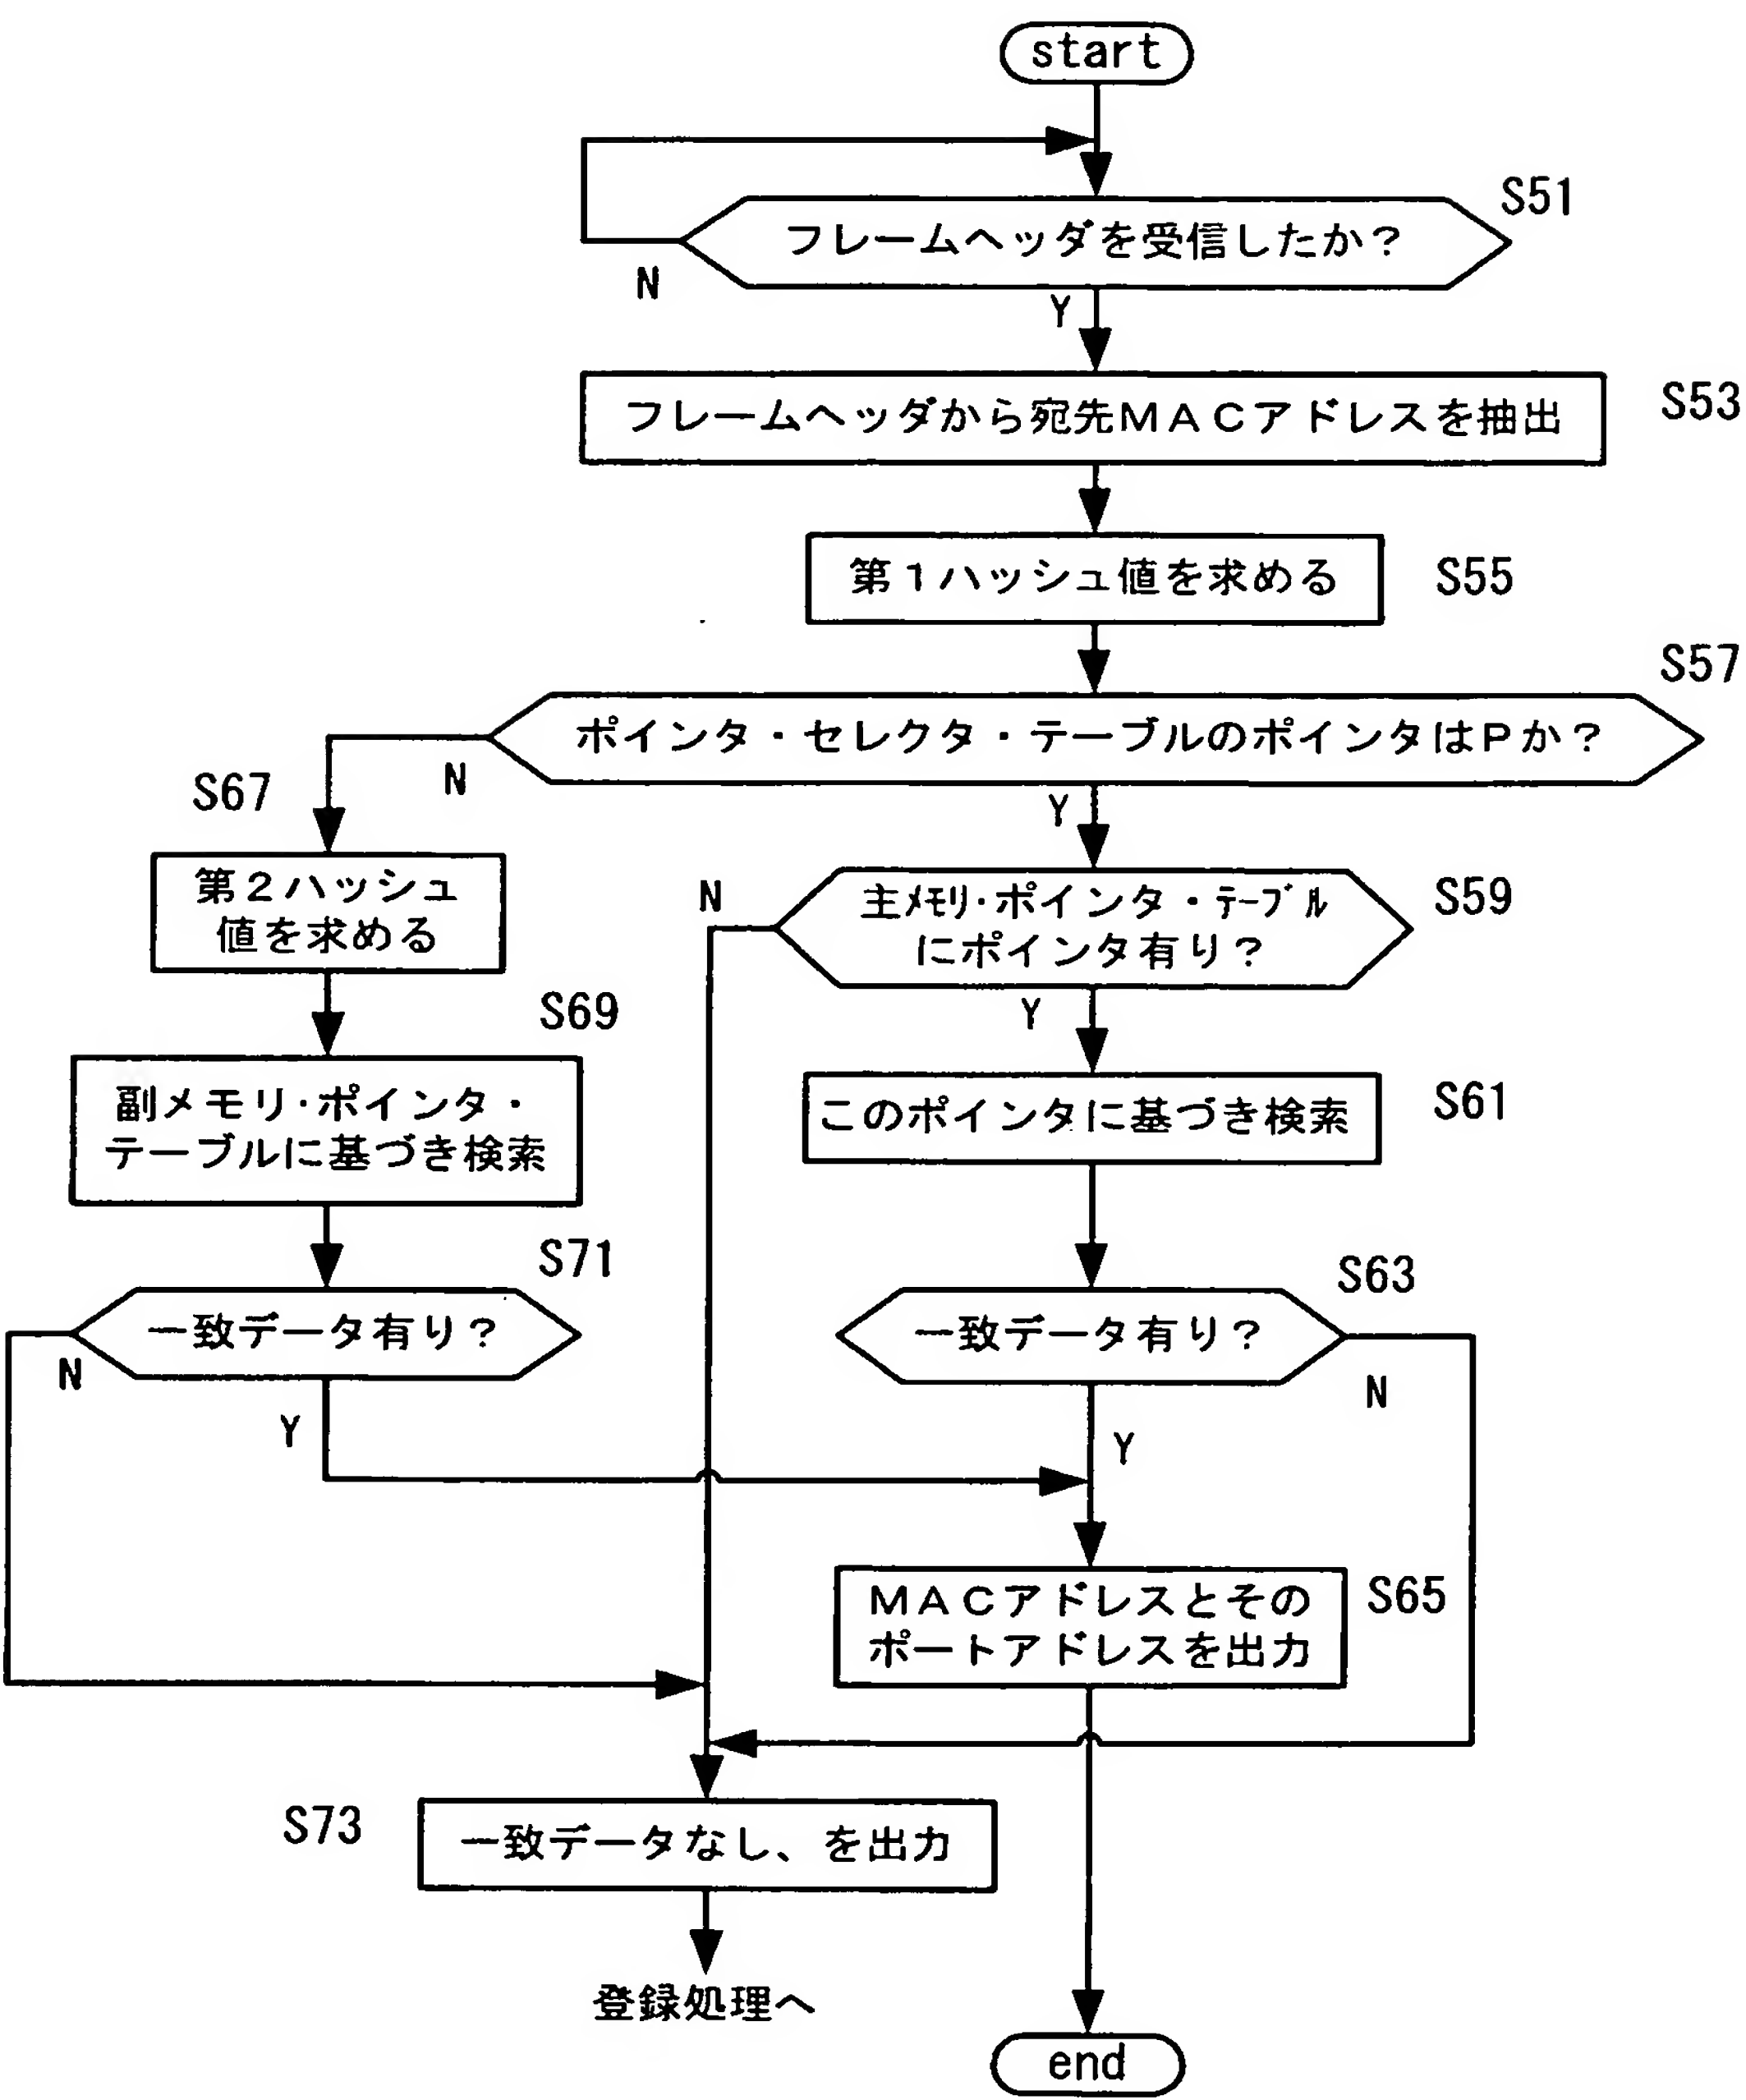 start
S51
フレームヘッダを受信したか？
N
Y
S53
フレームヘッダから宛先ＭＡＣアドレスを抽出
第１ハッシュ値を求める
S55
S57
ポインタ・セレクタ・テーブルのポインタはＰか？
N
Y
S67
第２ハッシュ
値を求める
N
主ﾒﾓﾘ･ポインタ・ﾃｰﾌﾞﾙ
にポインタ有り？
S59
Y
S69
副メモリ･ポインタ・
テーブルに基づき検索
このポインタに基づき検索
S61
S71
一致データ有り？
N
Y
S63
一致データ有り？
N
Y
ＭＡＣアドレスとその
ポートアドレスを出力
S65
S73
一致データなし、を出力
登録処理へ
end